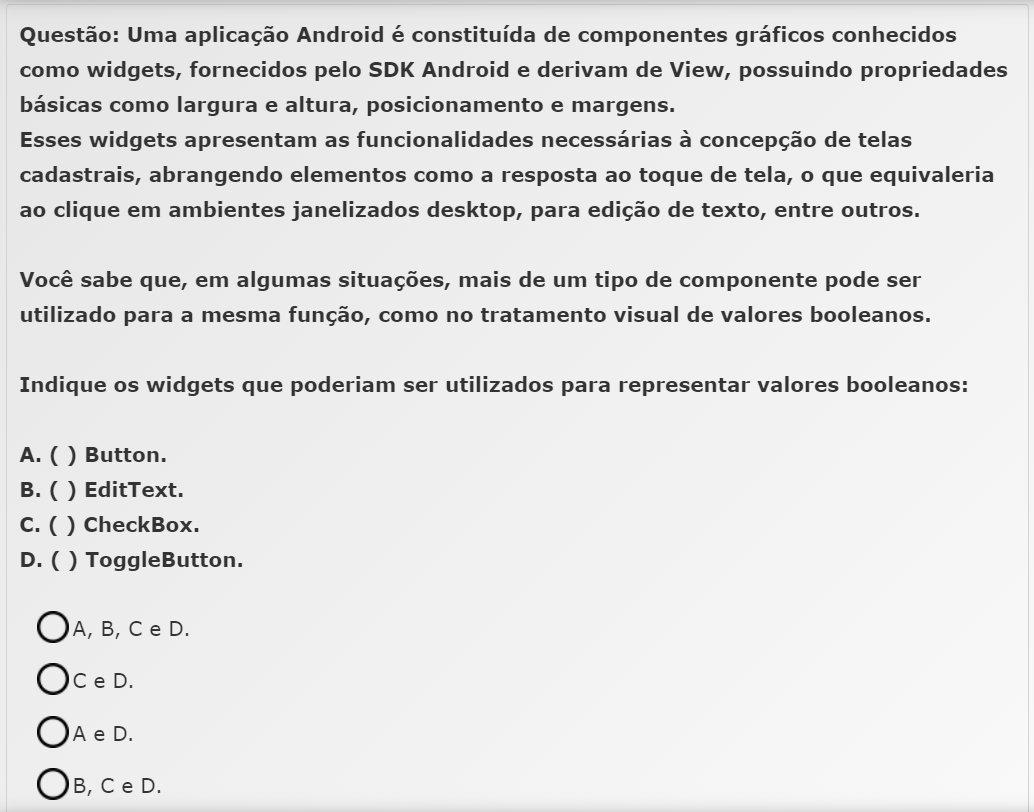 Questão: Uma aplicação Android é constituída de componentes gráficos conhecidos
como widgets, fornecidos pelo SDK Android e derivam de View, possuindo propriedades
básicas como largura e altura, posicionamento e margens.
Esses widgets apresentam as funcionalidades necessárias à concepção de telas
cadastrais, abrangendo elementos como a resposta ao toque de tela, o que equivaleria
ao clique em ambientes janelizados desktop, para edição de texto, entre outros.
Você sabe que, em algumas situações, mais de um tipo de componente pode ser
utilizado para a mesma função, como no tratamento visual de valores booleanos.
Indique os widgets que poderiam ser utilizados para representar valores booleanos:
A. ( ) Button.
B. ( ) EditText.
C. ( ) CheckBox.
D. ( ) ToggleButton.
A, B, C e D.
C e D.
A e D.
B, C e D.